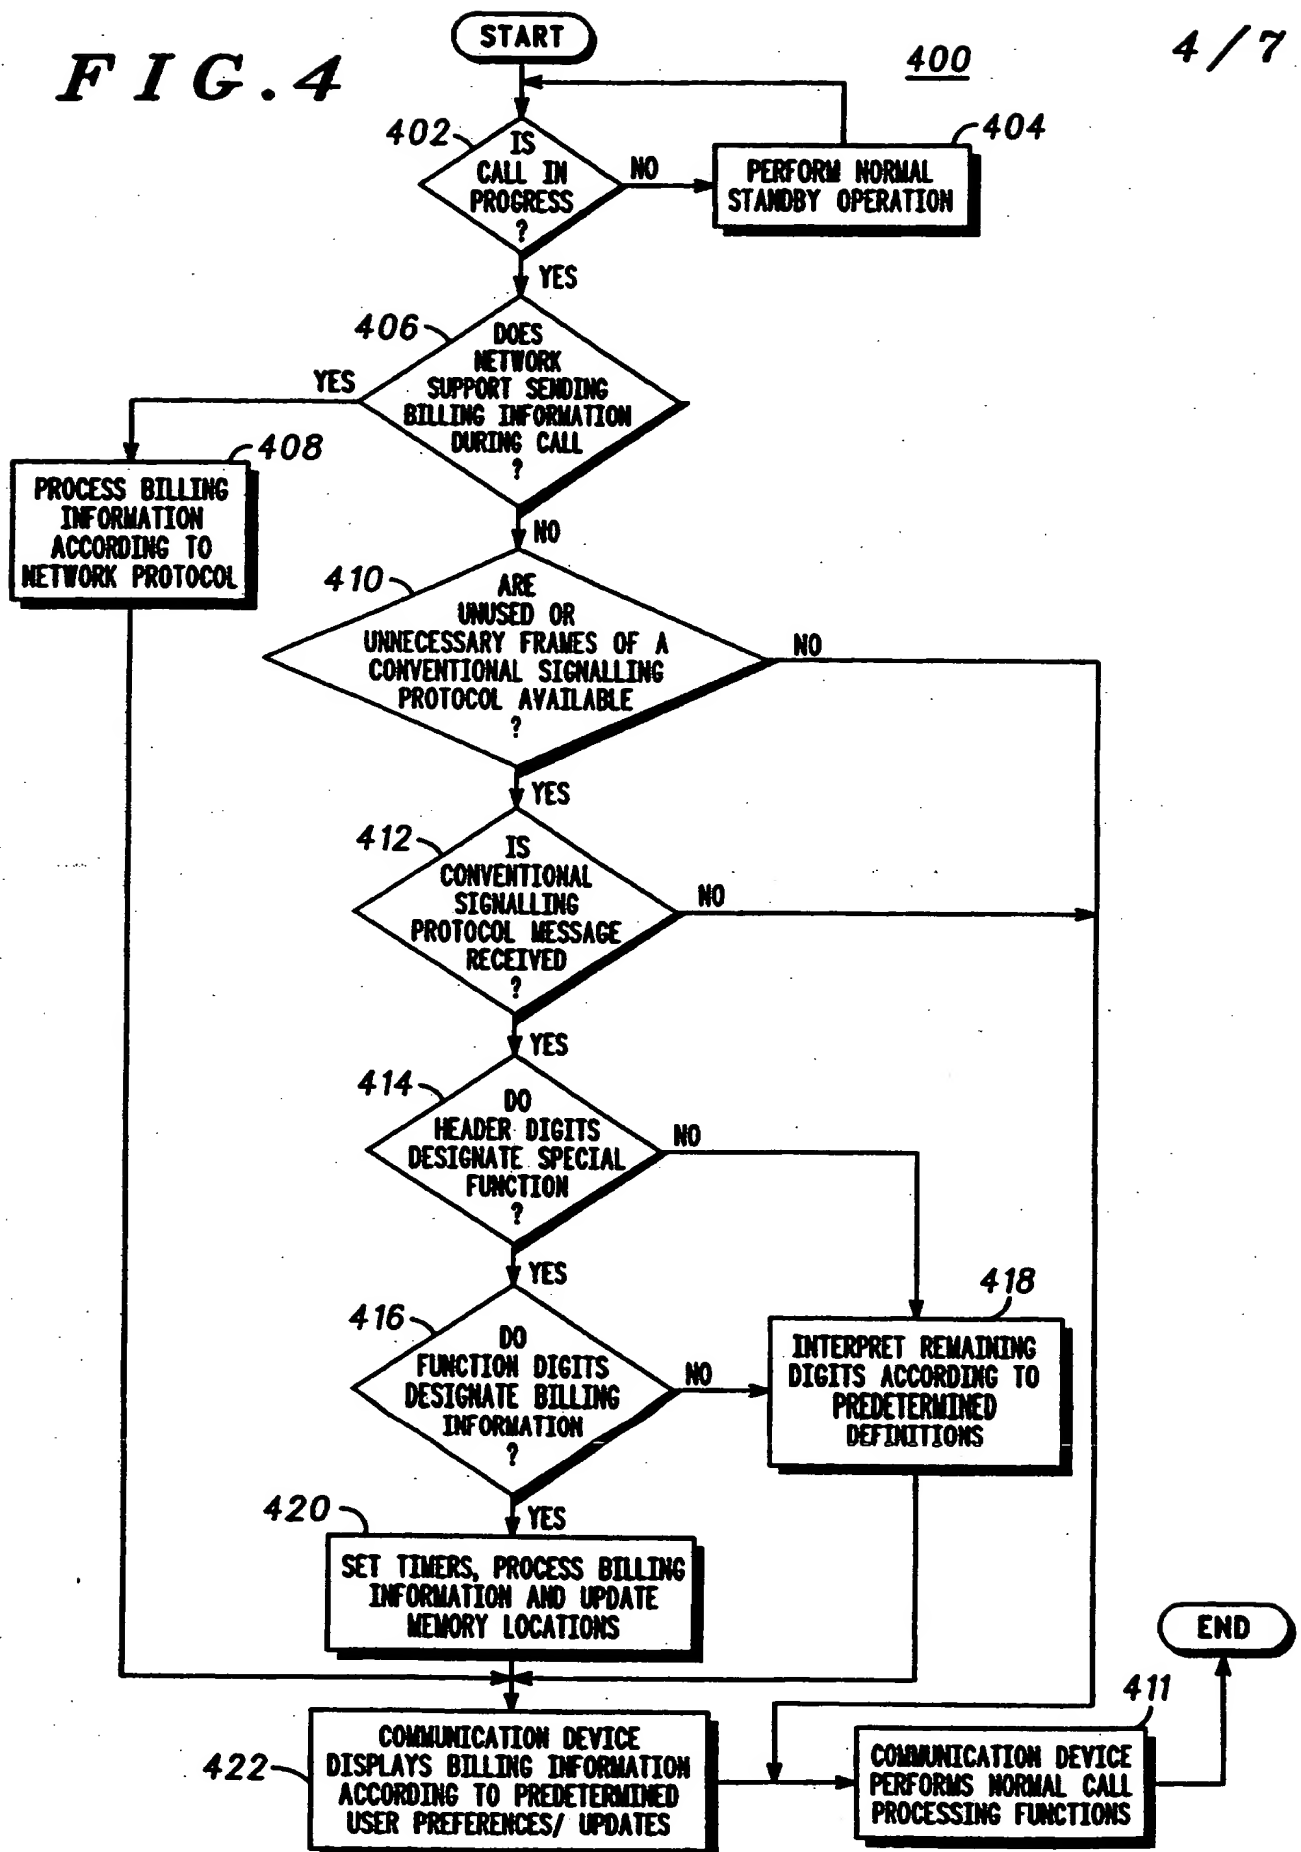 START
FIG.4
400
4/7
402
IS
CALL IN
PROGRESS
?
NO
404
PERFORM NORMAL
STANDBY OPERATION
YES
406
DOES
NETWORK
SUPPORT SENDING
BILLING INFORMATION
DURING CALL
?
YES
408
PROCESS BILLING
INFORMATION
ACCORDING TO
NETWORK PROTOCOL
NO
410
ARE
UNUSED OR
UNNECESSARY FRAMES OF A
CONVENTIONAL SIGNALLING
PROTOCOL AVAILABLE
?
NO
YES
412
IS
CONVENTIONAL
SIGNALLING
PROTOCOL MESSAGE
RECEIVED
?
NO
YES
414
DO
HEADER DIGITS
DESIGNATE SPECIAL
FUNCTION
?
NO
YES
416
DO
FUNCTION DIGITS
DESIGNATE BILLING
INFORMATION
?
NO
418
INTERPRET REMAINING
DIGITS ACCORDING TO
PREDETERMINED
DEFINITIONS
YES
420
SET TIMERS, PROCESS BILLING
INFORMATION AND UPDATE
MEMORY LOCATIONS
END
422
COMMUNICATION DEVICE
DISPLAYS BILLING INFORMATION
ACCORDING TO PREDETERMINED
USER PREFERENCES/ UPDATES
411
COMMUNICATION DEVICE
PERFORMS NORMAL CALL
PROCESSING FUNCTIONS